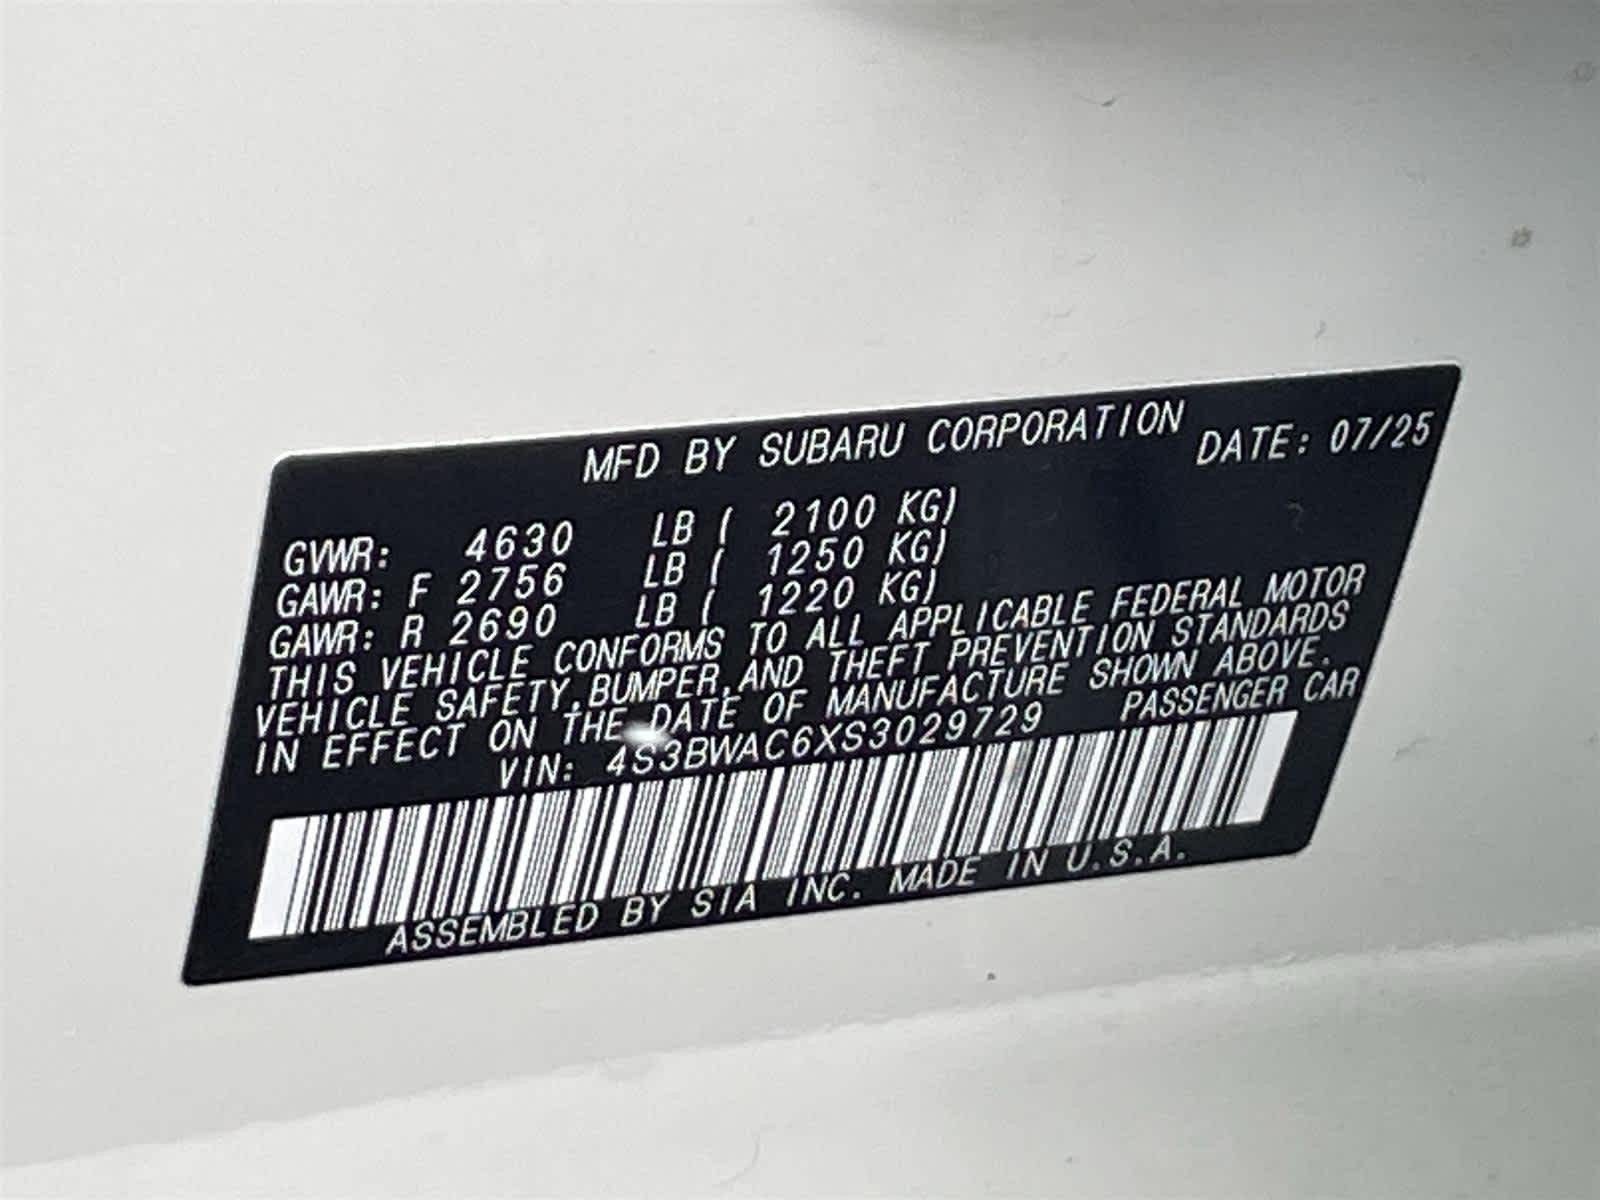 MFD BY SUBARU CORPORATION DATE: 07/25
GVWR: 4630 LB ( 2100 KG)
GAWR: F 2756 LB ( 1250 KG)
GAWR: R 2690 LB ( 1220 KG)
THIS VEHICLE CONFORMS TO ALL APPLICABLE FEDERAL MOTOR
VEHICLE SAFETY,BUMPER,AND THEFT PREVENTION STANDARDS
IN EFFECT ON THE DATE OF MANUFACTURE SHOWN ABOVE.
VIN: 4S3BWAC6XS3029729 PASSENGER CAR
ASSEMBLED BY SIA INC. MADE IN U.S.A.